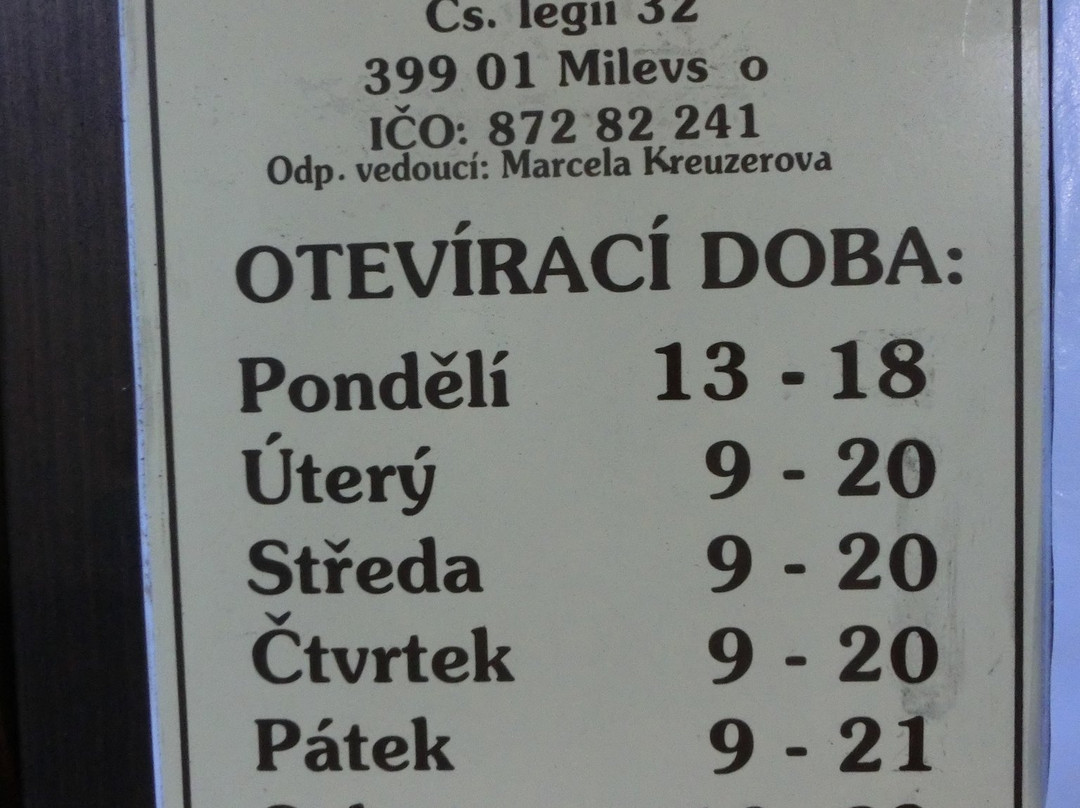 Čs. legií 32
399 01 Milevs o
IČO: 872 82 241
Odp. vedoucí: Marcela Kreuzerova
OTEVÍRACÍ DOBA:
Pondělí 13 - 18
Úterý 9 - 20
Středa 9 - 20
Čtvrtek 9 - 20
Pátek 9 - 21